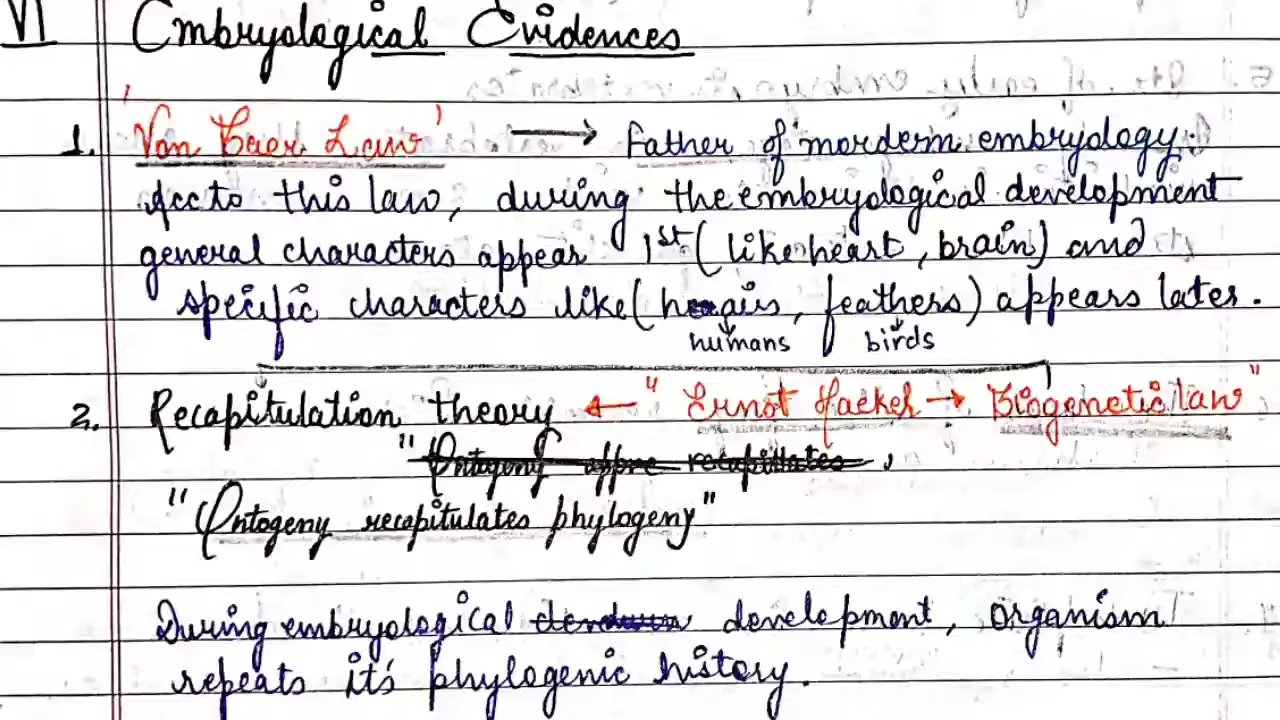 VI Embryological Evidences
1. 'Von Baer Law' → Father of mordern embryology.
Acc to this law, during the embryological development
general characters appear 1st (like heart, brain) and
specific characters like (hairs, feathers) appears later.
humans birds
2. Recapitulation theory ← "Ernst Haeckel → Biogenetic law"
"Ontogeny recapitulates phylogeny"
During embryological development, organism
repeats it's phylogenic history.